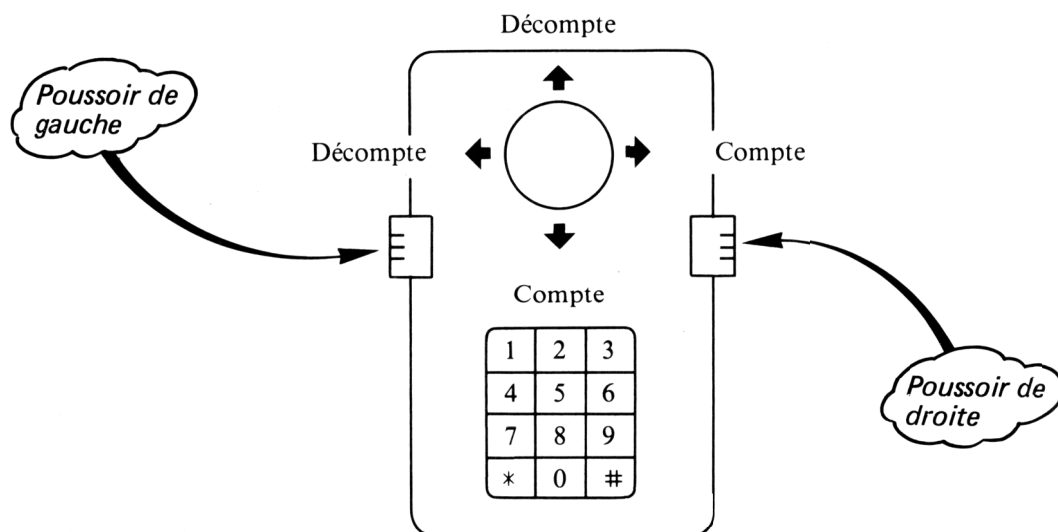 Décompte
Poussoir de
gauche
Décompte
Compte
Compte
1 2 3
4 5 6
7 8 9
* 0 #
Poussoir de
droite